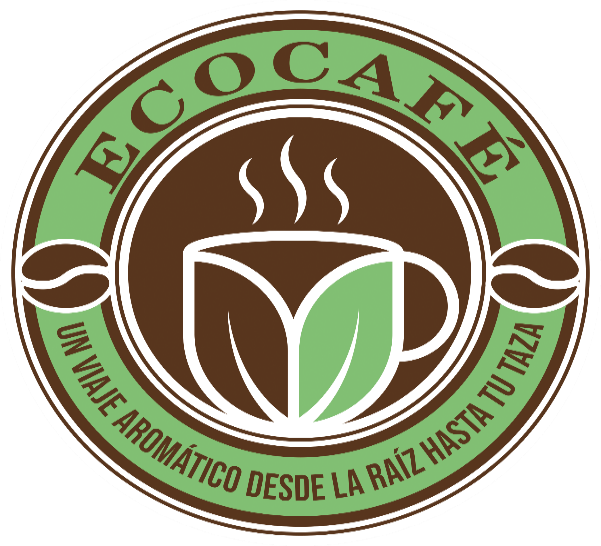 ECOCAFÉ
UN VIAJE AROMÁTICO DESDE LA RAÍZ HASTA TU TAZA